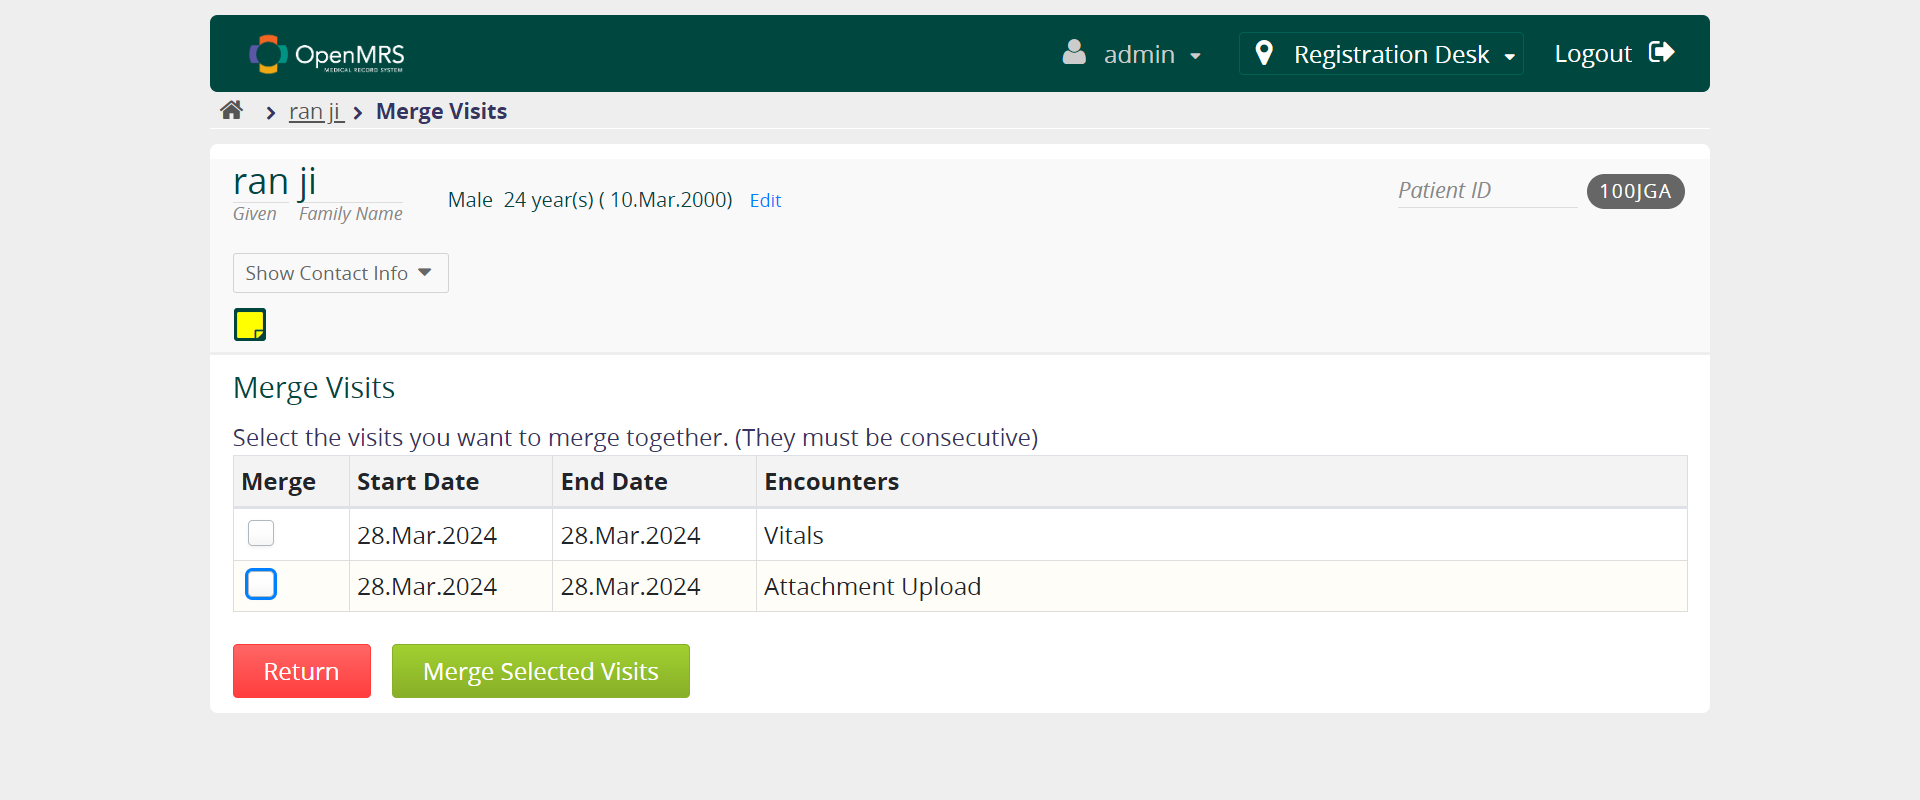 OpenMRS
MEDICAL RECORD SYSTEM
admin
Registration Desk
Logout
ran ji
Merge Visits
ran ji
Given Family Name
Male 24 year(s) ( 10.Mar.2000) Edit
Patient ID 100JGA
Show Contact Info
Merge Visits
Select the visits you want to merge together. (They must be consecutive)
Merge Start Date End Date Encounters
28.Mar.2024 28.Mar.2024 Vitals
28.Mar.2024 28.Mar.2024 Attachment Upload
Return Merge Selected Visits